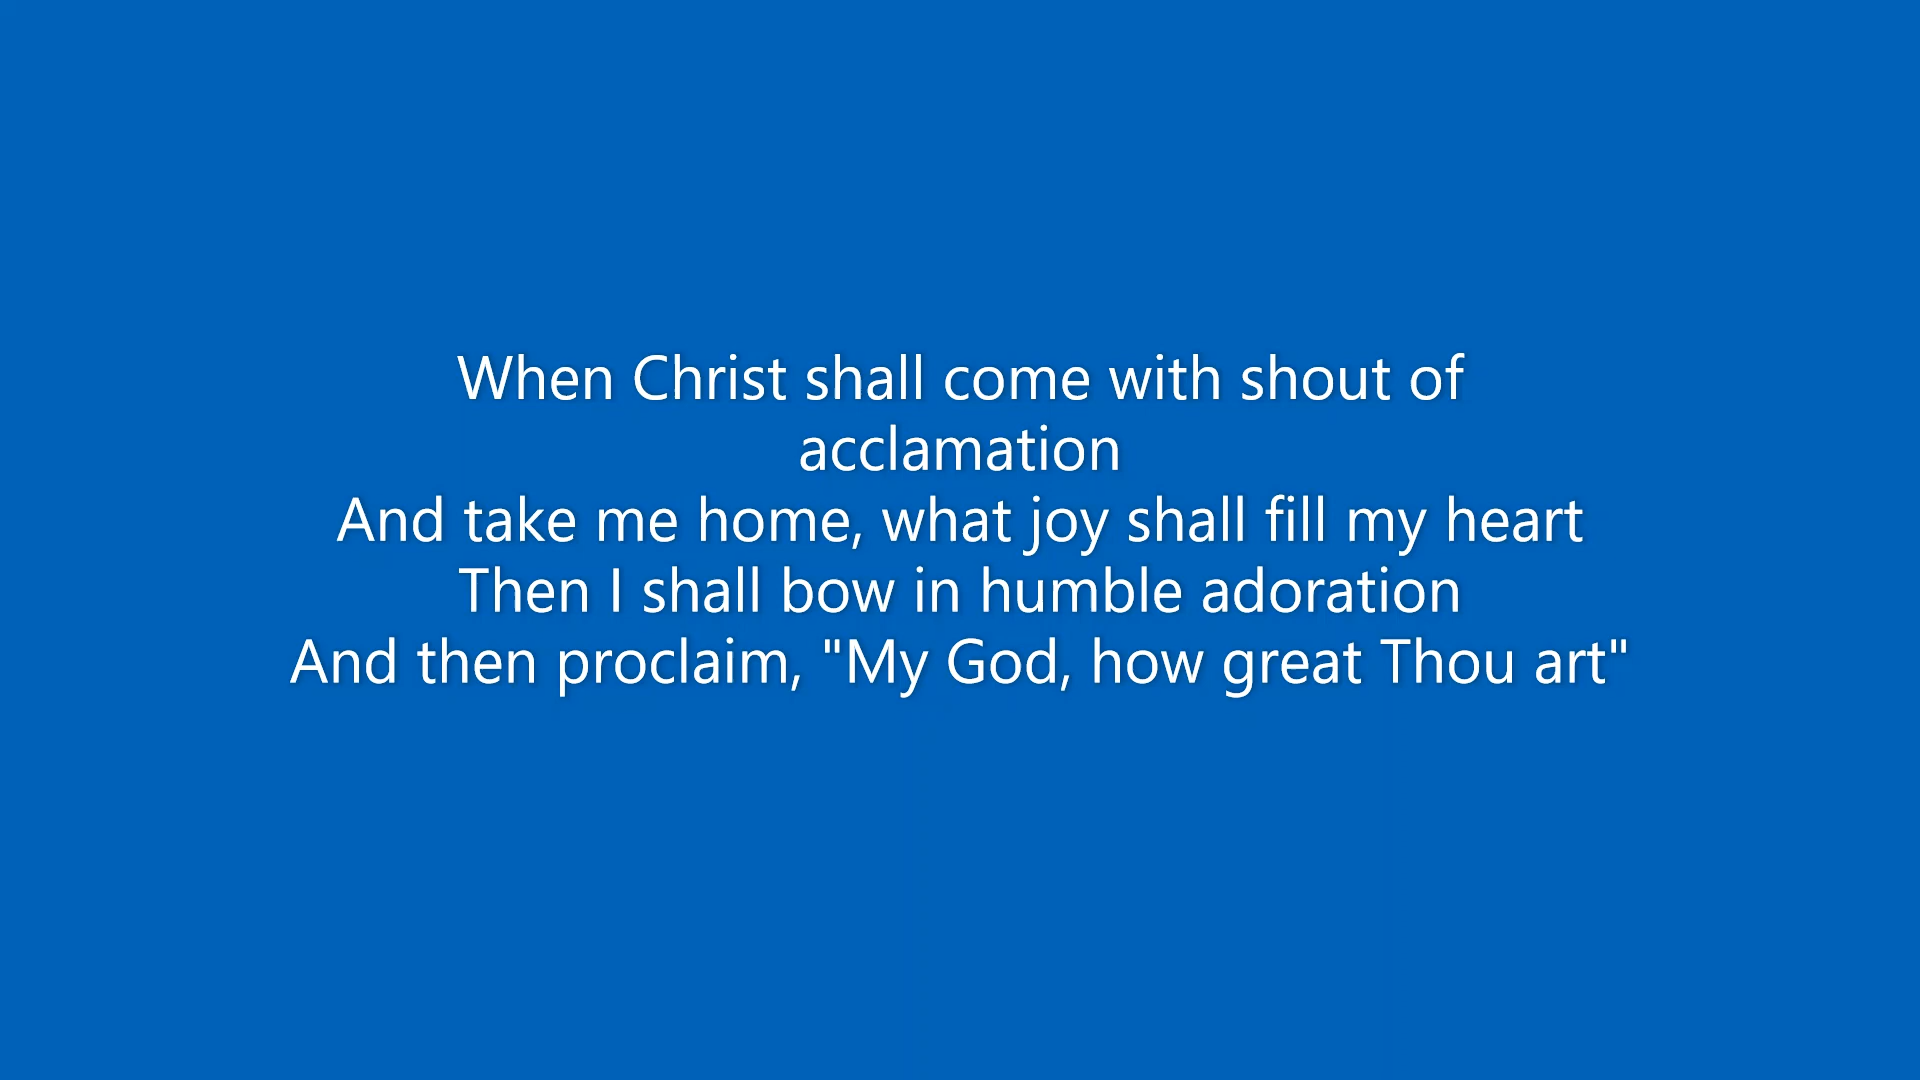 When Christ shall come with shout of
acclamation
And take me home, what joy shall fill my heart
Then I shall bow in humble adoration
And then proclaim, "My God, how great Thou art"